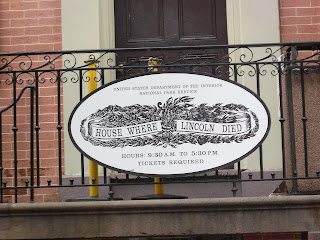 UNITED STATES DEPARTMENT OF THE INTERIOR
NATIONAL PARK SERVICE
HOUSE WHERE LINCOLN DIED
HOURS: 9:30 A.M. TO 5:30 P.M.
TICKETS REQUIRED